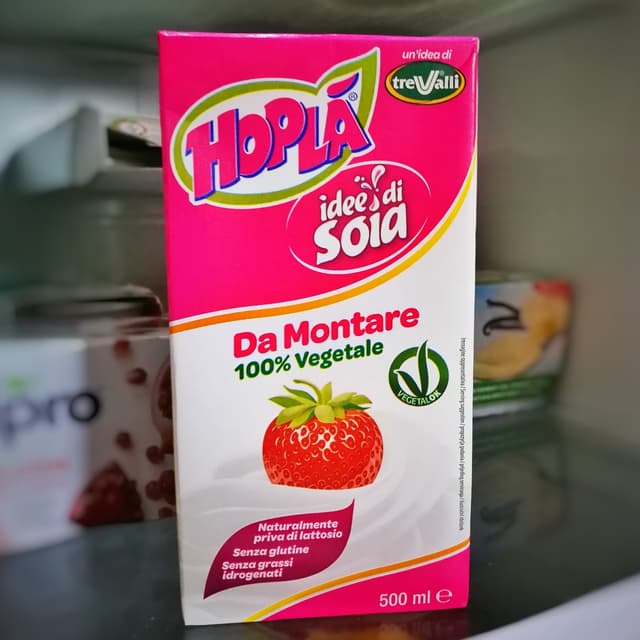 un'idea di
treValli
HOPLÀ®
idee di
Soia
Da Montare
100% Vegetale
VEGETALOK
pro
Naturalmente
priva di lattosio
Senza glutine
Senza grassi
idrogenati
500 ml ℮